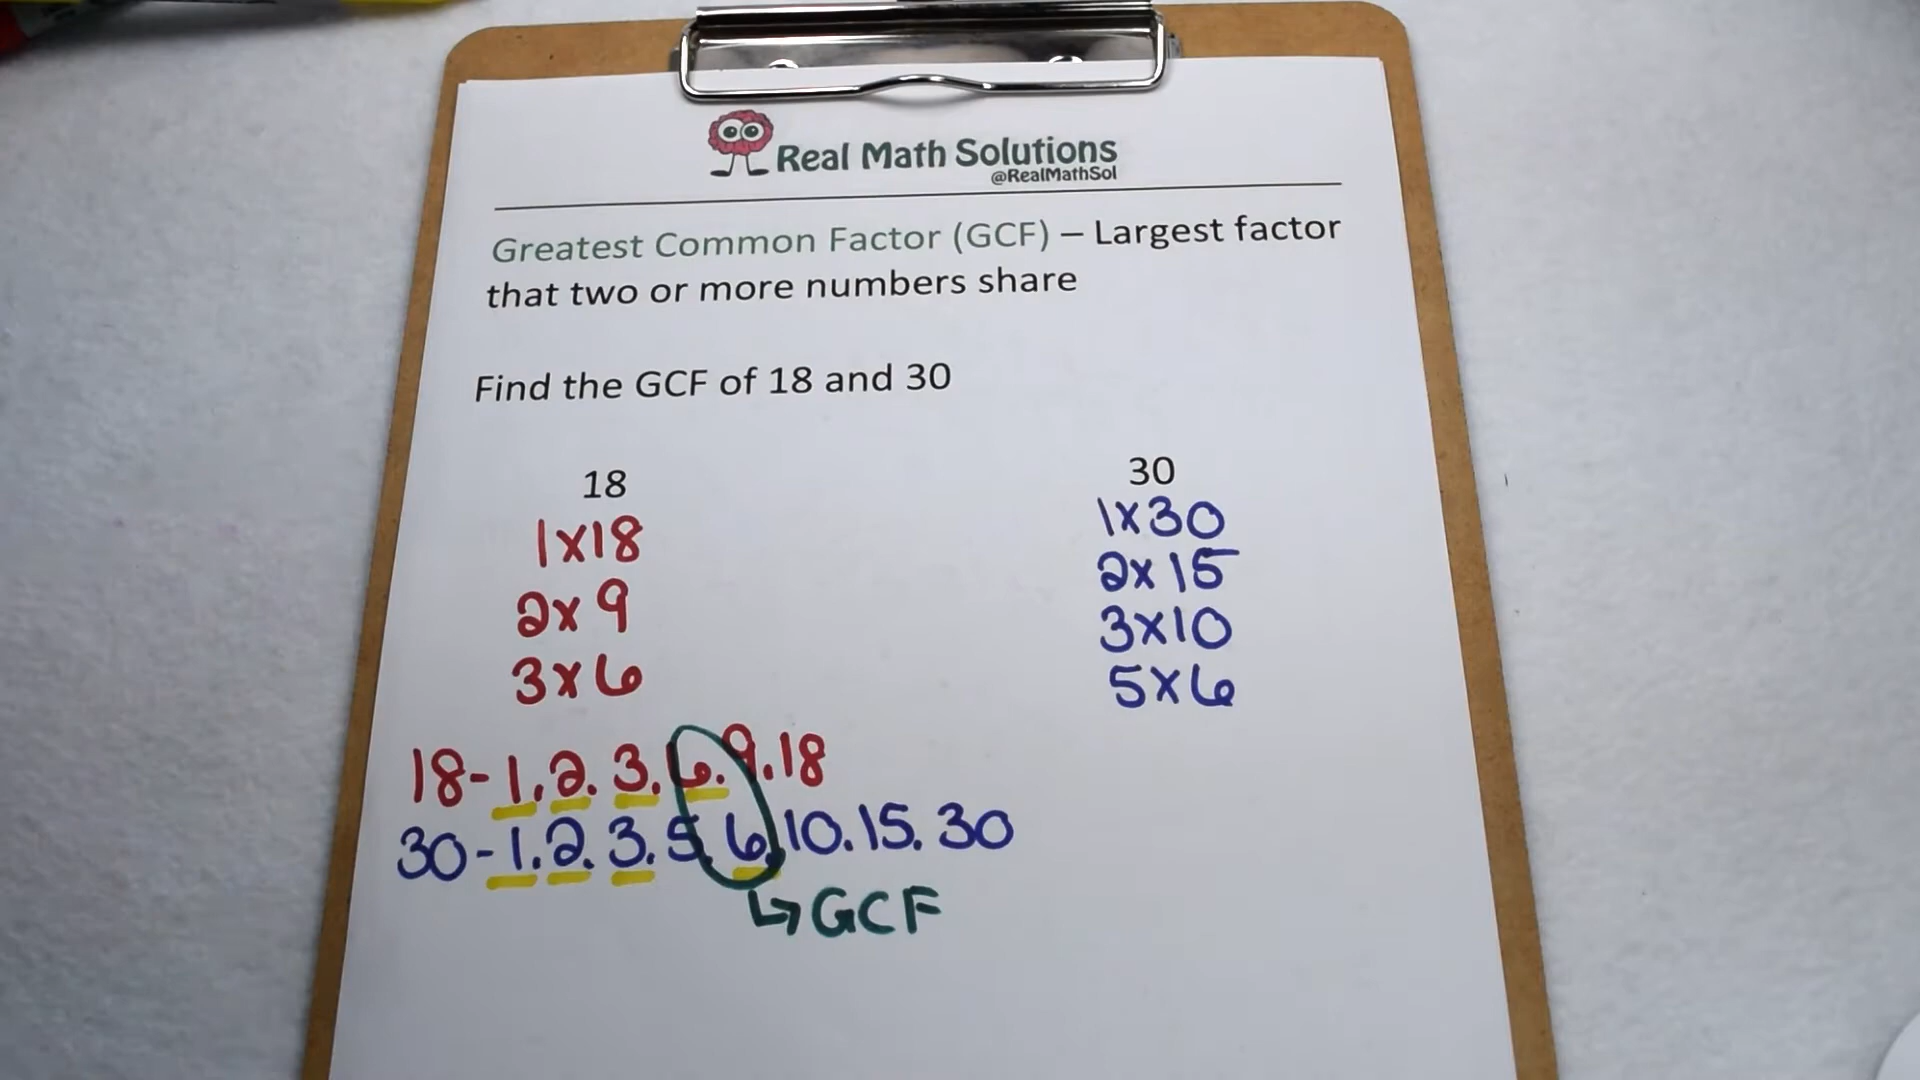 Real Math Solutions
@RealMathSol
Greatest Common Factor (GCF) – Largest factor
that two or more numbers share
Find the GCF of 18 and 30
18
1x18
2x9
3x6
30
1x30
2x15
3x10
5x6
18-1.2.3.6.9.18
30-1.2.3.5.6.10.15.30
↳GCF